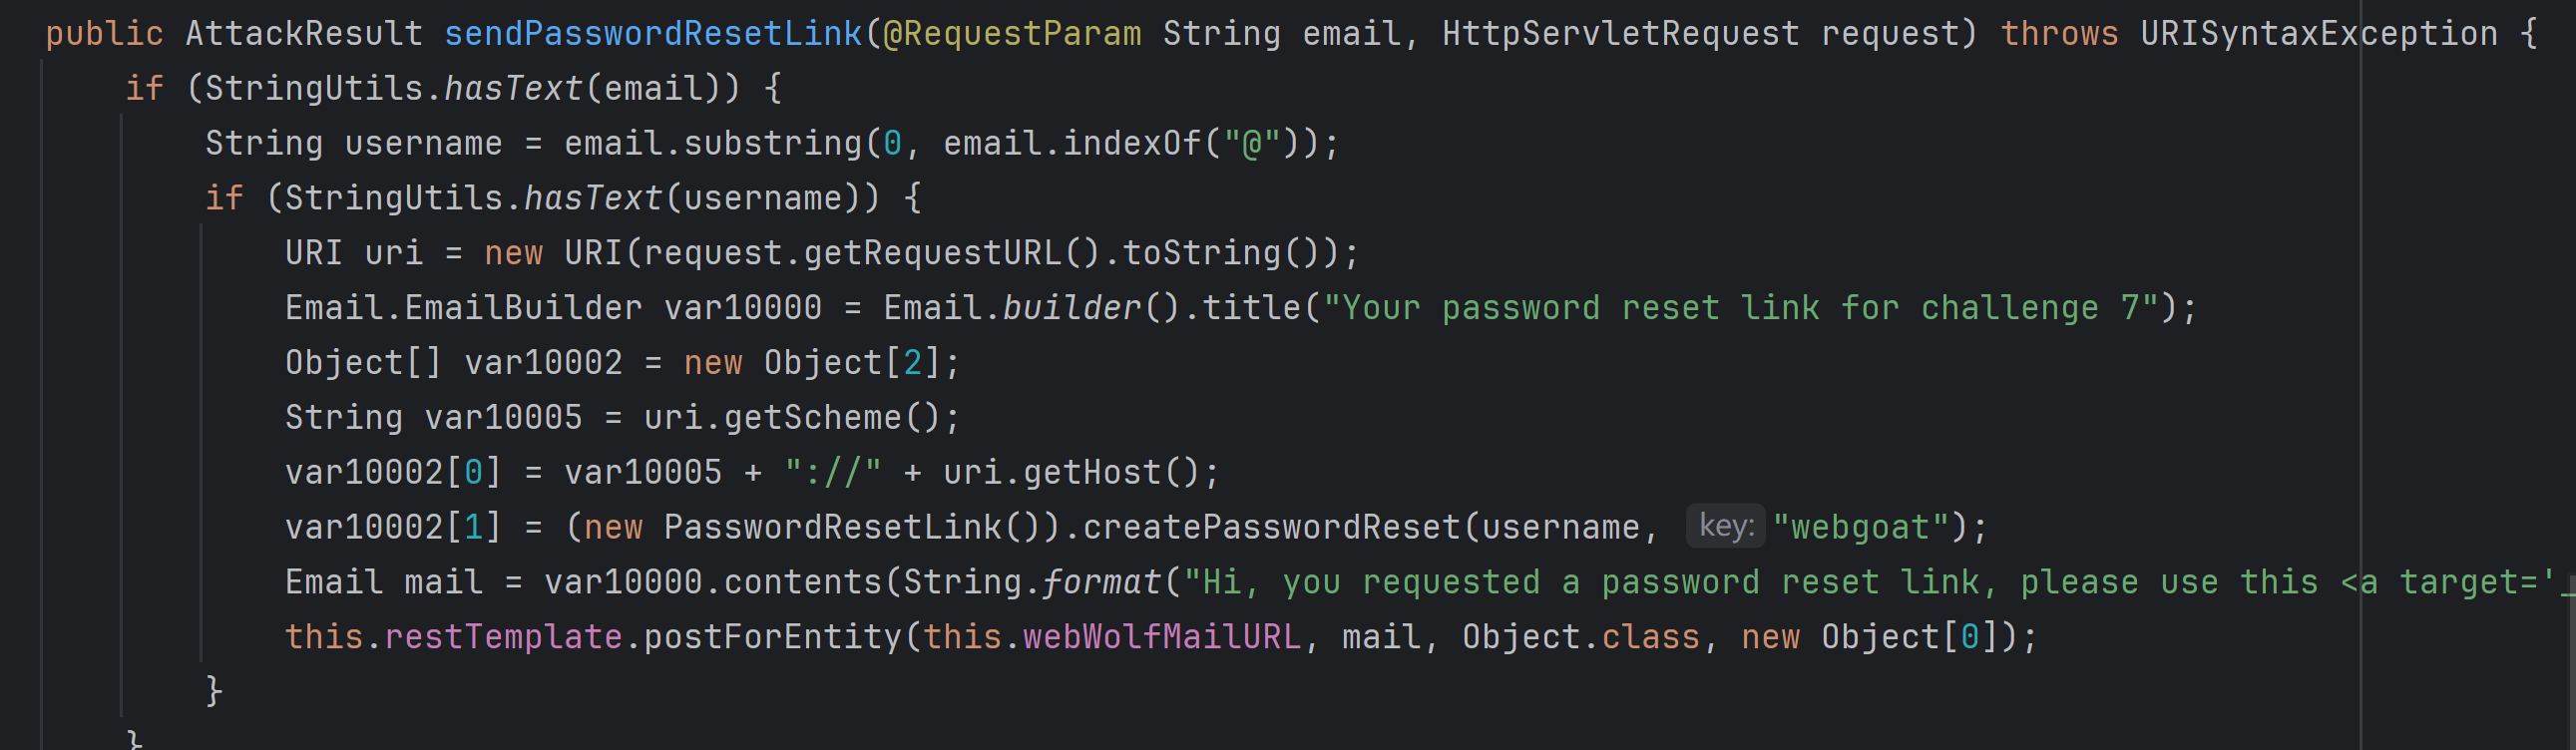 public AttackResult sendPasswordResetLink(@RequestParam String email, HttpServletRequest request) throws URISyntaxException {
if (StringUtils.hasText(email)) {
String username = email.substring(0, email.indexOf("@"));
if (StringUtils.hasText(username)) {
URI uri = new URI(request.getRequestURL().toString());
Email.EmailBuilder var10000 = Email.builder().title("Your password reset link for challenge 7");
Object[] var10002 = new Object[2];
String var10005 = uri.getScheme();
var10002[0] = var10005 + "://" + uri.getHost();
var10002[1] = (new PasswordResetLink()).createPasswordReset(username, key: "webgoat");
Email mail = var10000.contents(String.format("Hi, you requested a password reset link, please use this <a target='_
this.restTemplate.postForEntity(this.webWolfMailURL, mail, Object.class, new Object[0]);
}
}